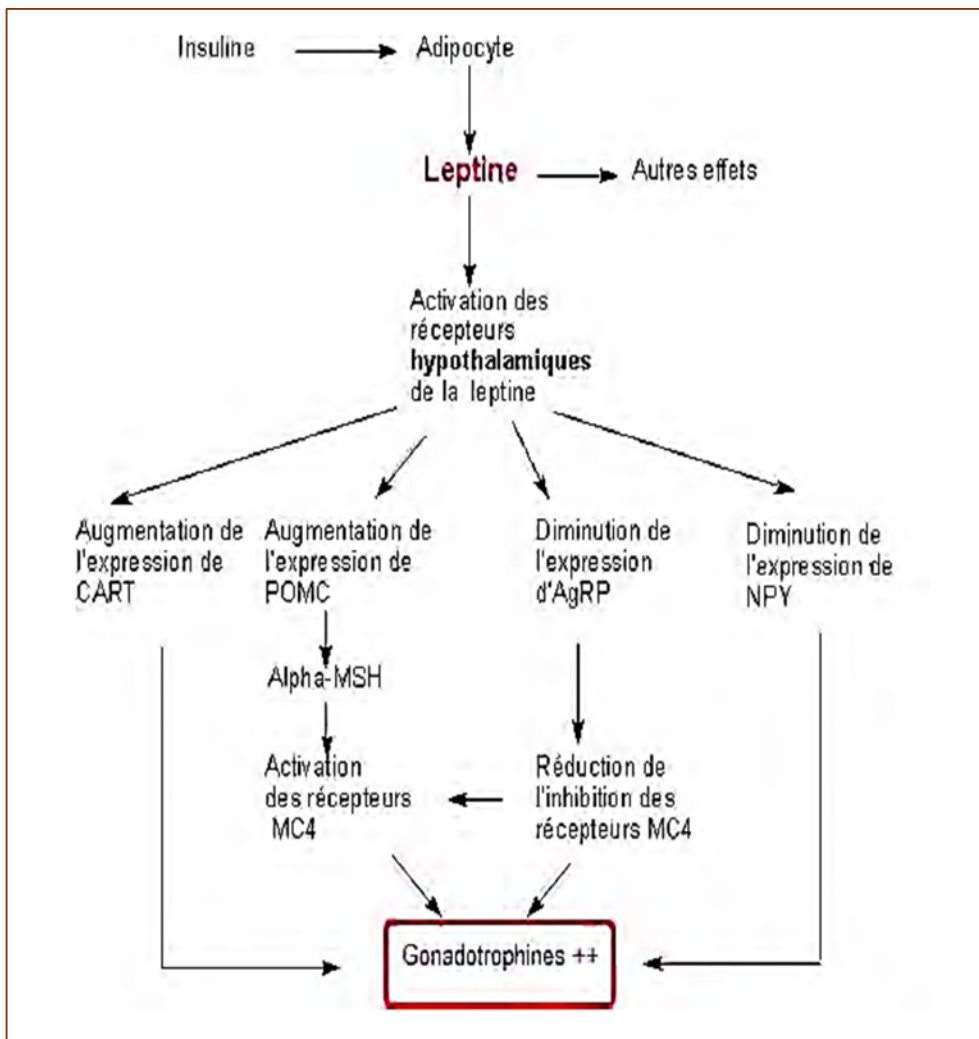 Insuline
Adipocyte
Leptine
Autres effets
Activation des
récepteurs
hypothalamiques
de la leptine
Augmentation de
l'expression de
CART
Augmentation de
l'expression de
POMC
Diminution de
l'expression
d'AgRP
Diminution de
l'expression de
NPY
Alpha-MSH
Activation
des récepteurs
MC4
Réduction de
l'inhibition des
récepteurs MC4
Gonadotrophines ++